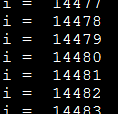 i =  14477
i =  14478
i =  14479
i =  14480
i =  14481
i =  14482
i =  14483